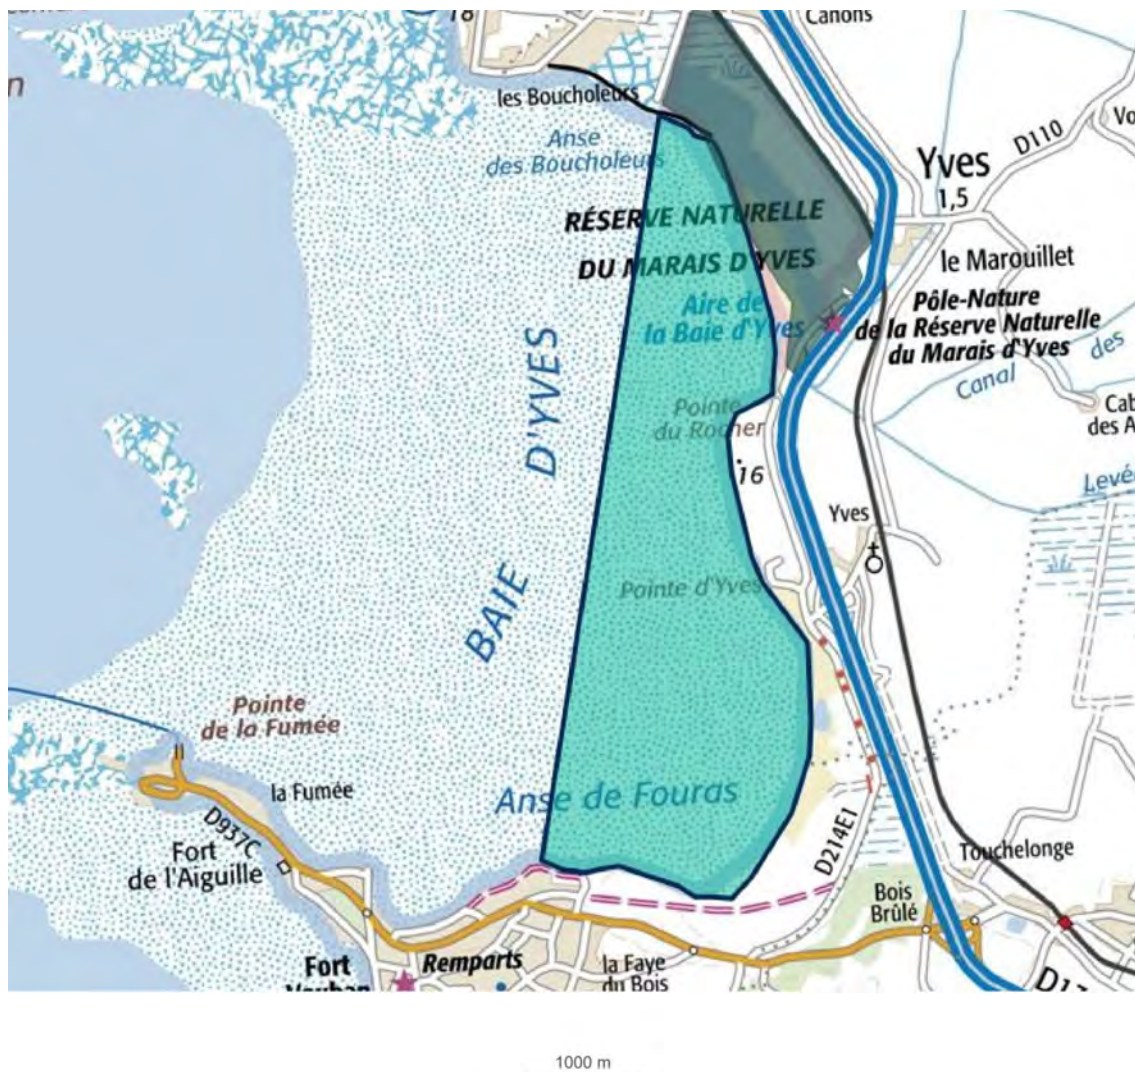 18
Canons
les Boucholeurs
Anse
des Boucholeurs
D110
Yves
1,5
RÉSERVE NATURELLE
DU MARAIS D'YVES
le Marouillet
Aire de
la Baie d'Yves
Pôle-Nature
de la Réserve Naturelle
du Marais d'Yves
Canal
des
BAIE D'YVES
Pointe
du Rocher
16
Yves
Pointe d'Yves
Pointe
de la Fumée
la Fumée
Anse de Fouras
D937C
Fort
de l'Aiguille
D214E1
Touchelonge
Bois
Brûlé
Fort
Vauban
Remparts
la Faye
du Bois
1000 m